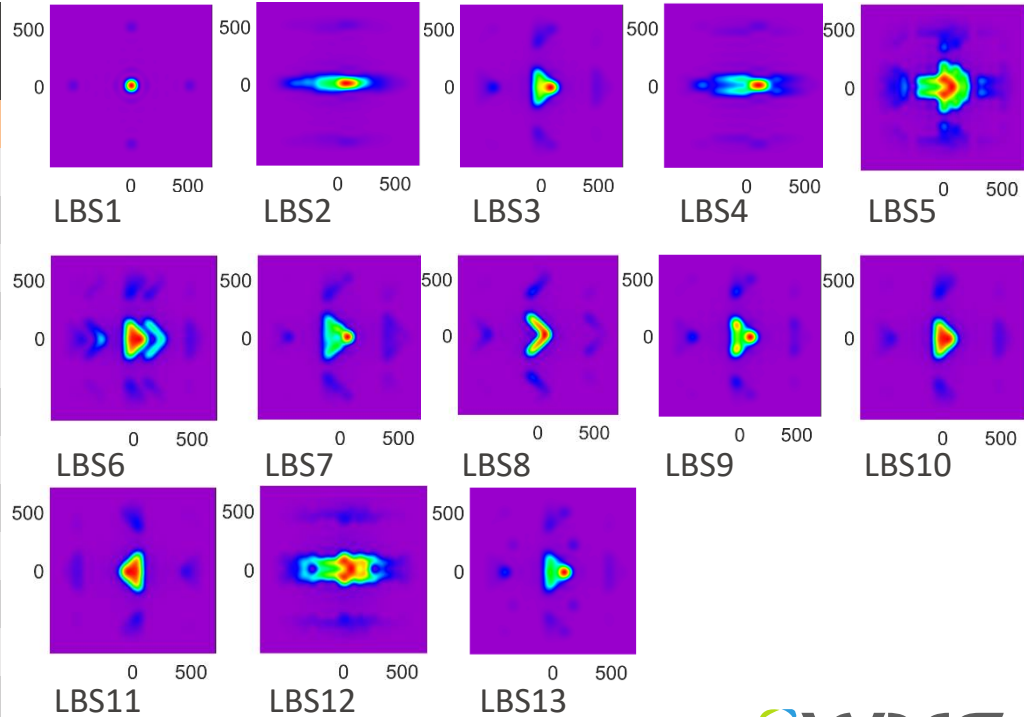 500 500 500 500 500
0 0 0 0 0
0 500 0 500 0 500 0 500 0 500
LBS1 LBS2 LBS3 LBS4 LBS5
500 500 500 500 500
0 0 0 0 0
0 500 0 500 0 500 0 500 0 500
LBS6 LBS7 LBS8 LBS9 LBS10
500 500 500
0 0 0
0 500 0 500 0 500
LBS11 LBS12 LBS13